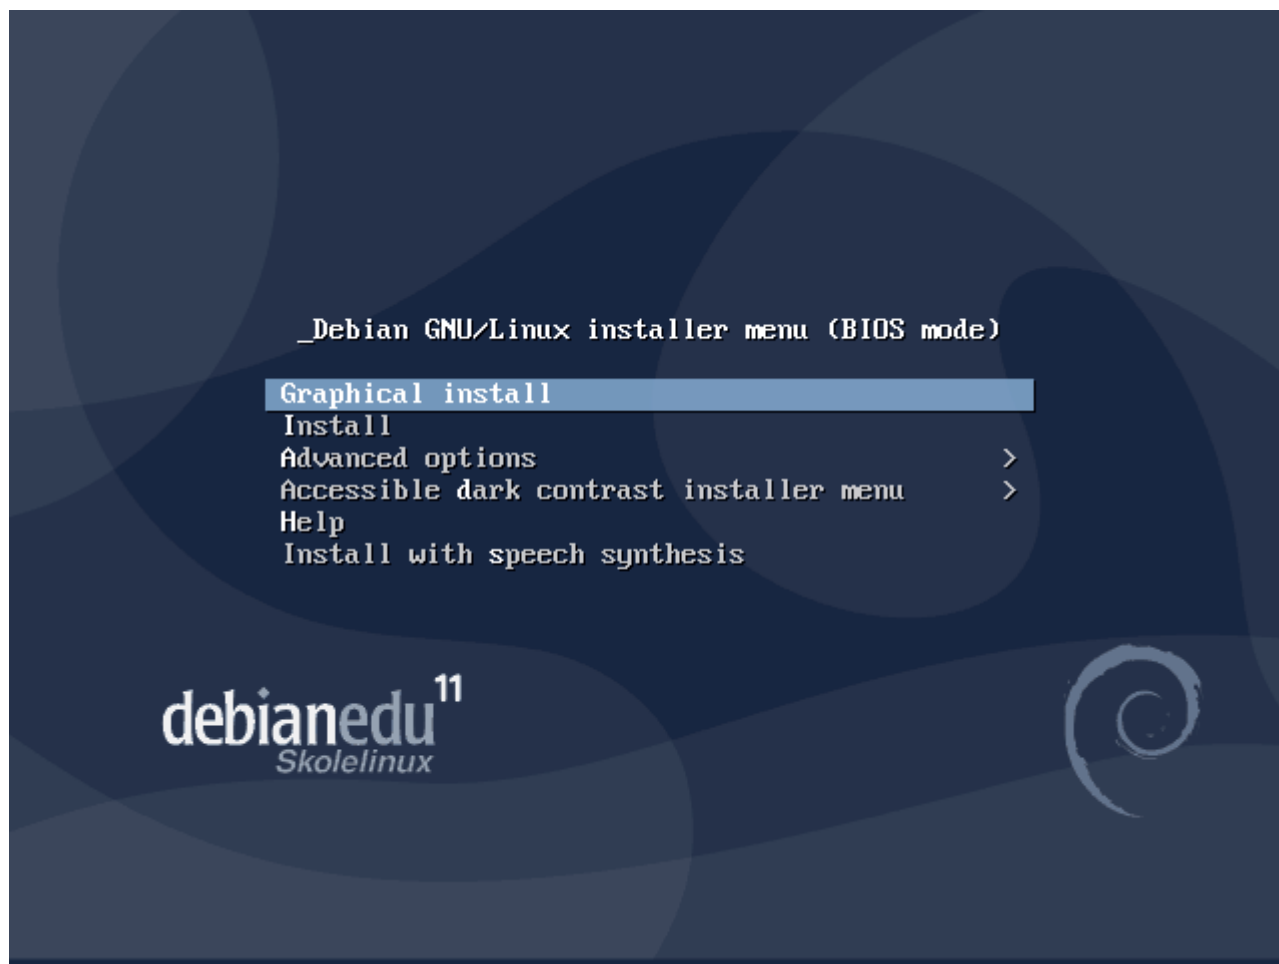 _Debian GNU/Linux installer menu (BIOS mode)
Graphical install
Install
Advanced options >
Accessible dark contrast installer menu >
Help
Install with speech synthesis
debianedu 11
Skolelinux